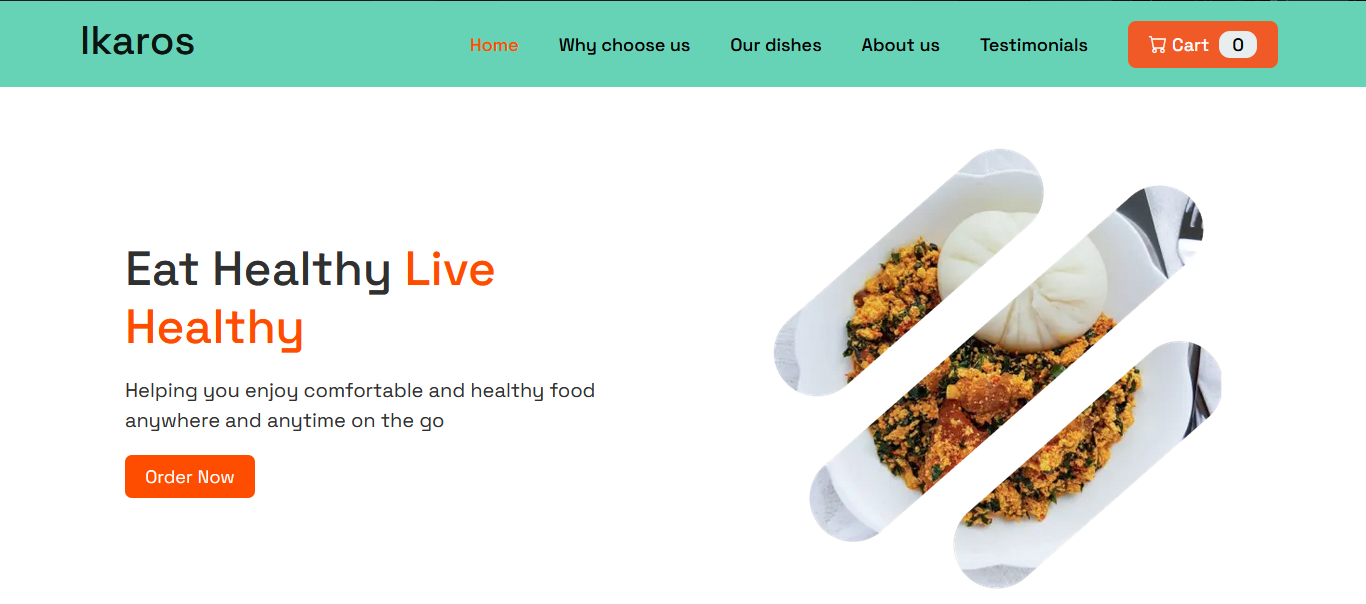 Ikaros
Home Why choose us Our dishes About us Testimonials Cart 0
Eat Healthy Live
Healthy
Helping you enjoy comfortable and healthy food
anywhere and anytime on the go
Order Now